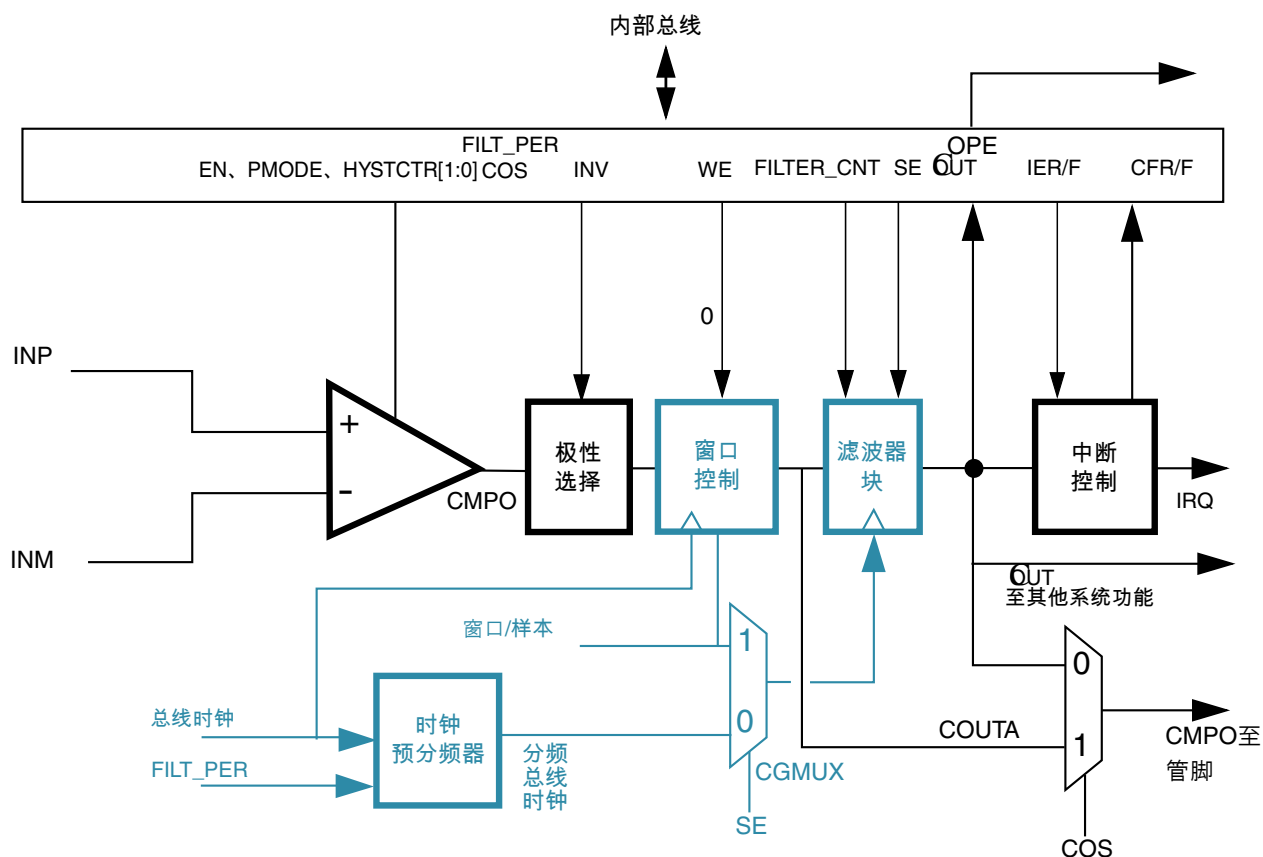 内部总线
FILT_PER
OPE
EN、PMODE、HYSTCTR[1:0] COS INV WE FILTER_CNT SE COUT IER/F CFR/F
0
INP
+
极性
选择
窗口
控制
滤波器
块
中断
控制
-
CMPO
IRQ
INM
COUT
至其他系统功能
窗口/样本
1
0
0
总线时钟
时钟
预分频器
COUTA
1
CMPO至
管脚
FILT_PER
分频
总线
时钟
CGMUX
SE
COS